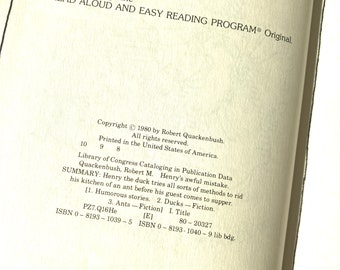 AD ALOUD AND EASY READING PROGRAM® Original.
Copyright © 1980 by Robert Quackenbush.
All rights reserved.
Printed in the United States of America.
10 9 8
Library of Congress Cataloging in Publication Data
Quackenbush, Robert M. Henry's awful mistake.
SUMMARY: Henry the duck tries all sorts of methods to rid
his kitchen of an ant before his guest comes to supper.
[1. Humorous stories. 2. Ducks—Fiction.
3. Ants—Fiction] I. Title
PZ7.Q16He [E] 80-20327
ISBN 0-8193-1039-5 ISBN 0-8193-1040-9 lib bdg.